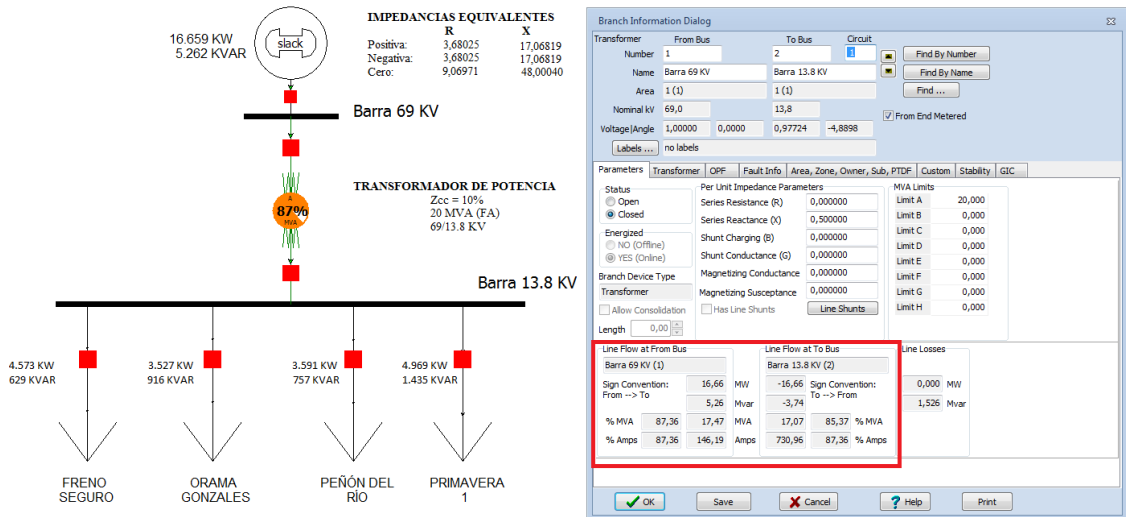 IMPEDANCIAS EQUIVALENTES
R X
Positiva: 3,68025 17,06819
Negativa: 3,68025 17,06819
Cero: 9,06971 48,00040
16.659 KW
5.262 KVAR
slack
Barra 69 KV
TRANSFORMADOR DE POTENCIA
Zcc = 10%
20 MVA (FA)
69/13.8 KV
A
87%
MVA
Barra 13.8 KV
4.573 KW
629 KVAR
3.527 KW
916 KVAR
3.591 KW
757 KVAR
4.969 KW
1.435 KVAR
FRENO
SEGURO
ORAMA
GONZALES
PEÑÓN DEL
RÍO
PRIMAVERA
1
Branch Information Dialog
Transformer From Bus To Bus Circuit
Number 1 2 1 Find By Number
Name Barra 69 KV Barra 13.8 KV Find By Name
Area 1 (1) 1 (1) Find ...
Nominal kV 69,0 13,8
From End Metered
Voltage|Angle 1,00000 0,0000 0,97724 -4,8898
Labels ... no labels
Parameters Transformer OPF Fault Info Area, Zone, Owner, Sub, PTDF Custom Stability GIC
Status
Open
Closed
Energized
NO (Offline)
YES (Online)
Branch Device Type
Transformer
Allow Consolidation
Length 0,00
Per Unit Impedance Parameters
Series Resistance (R) 0,000000
Series Reactance (X) 0,500000
Shunt Charging (B) 0,000000
Shunt Conductance (G) 0,000000
Magnetizing Conductance 0,000000
Magnetizing Susceptance 0,000000
Has Line Shunts Line Shunts
MVA Limits
Limit A 20,000
Limit B 0,000
Limit C 0,000
Limit D 0,000
Limit E 0,000
Limit F 0,000
Limit G 0,000
Limit H 0,000
Line Flow at From Bus
Barra 69 KV (1)
Sign Convention: 16,66 MW
From --> To
5,26 Mvar
% MVA 87,36 17,47 MVA
% Amps 87,36 146,19 Amps
Line Flow at To Bus
Barra 13.8 KV (2)
-16,66 Sign Convention:
To --> From
-3,74
17,07 85,37 % MVA
730,96 87,36 % Amps
Line Losses
0,000 MW
1,526 Mvar
OK Save Cancel Help Print